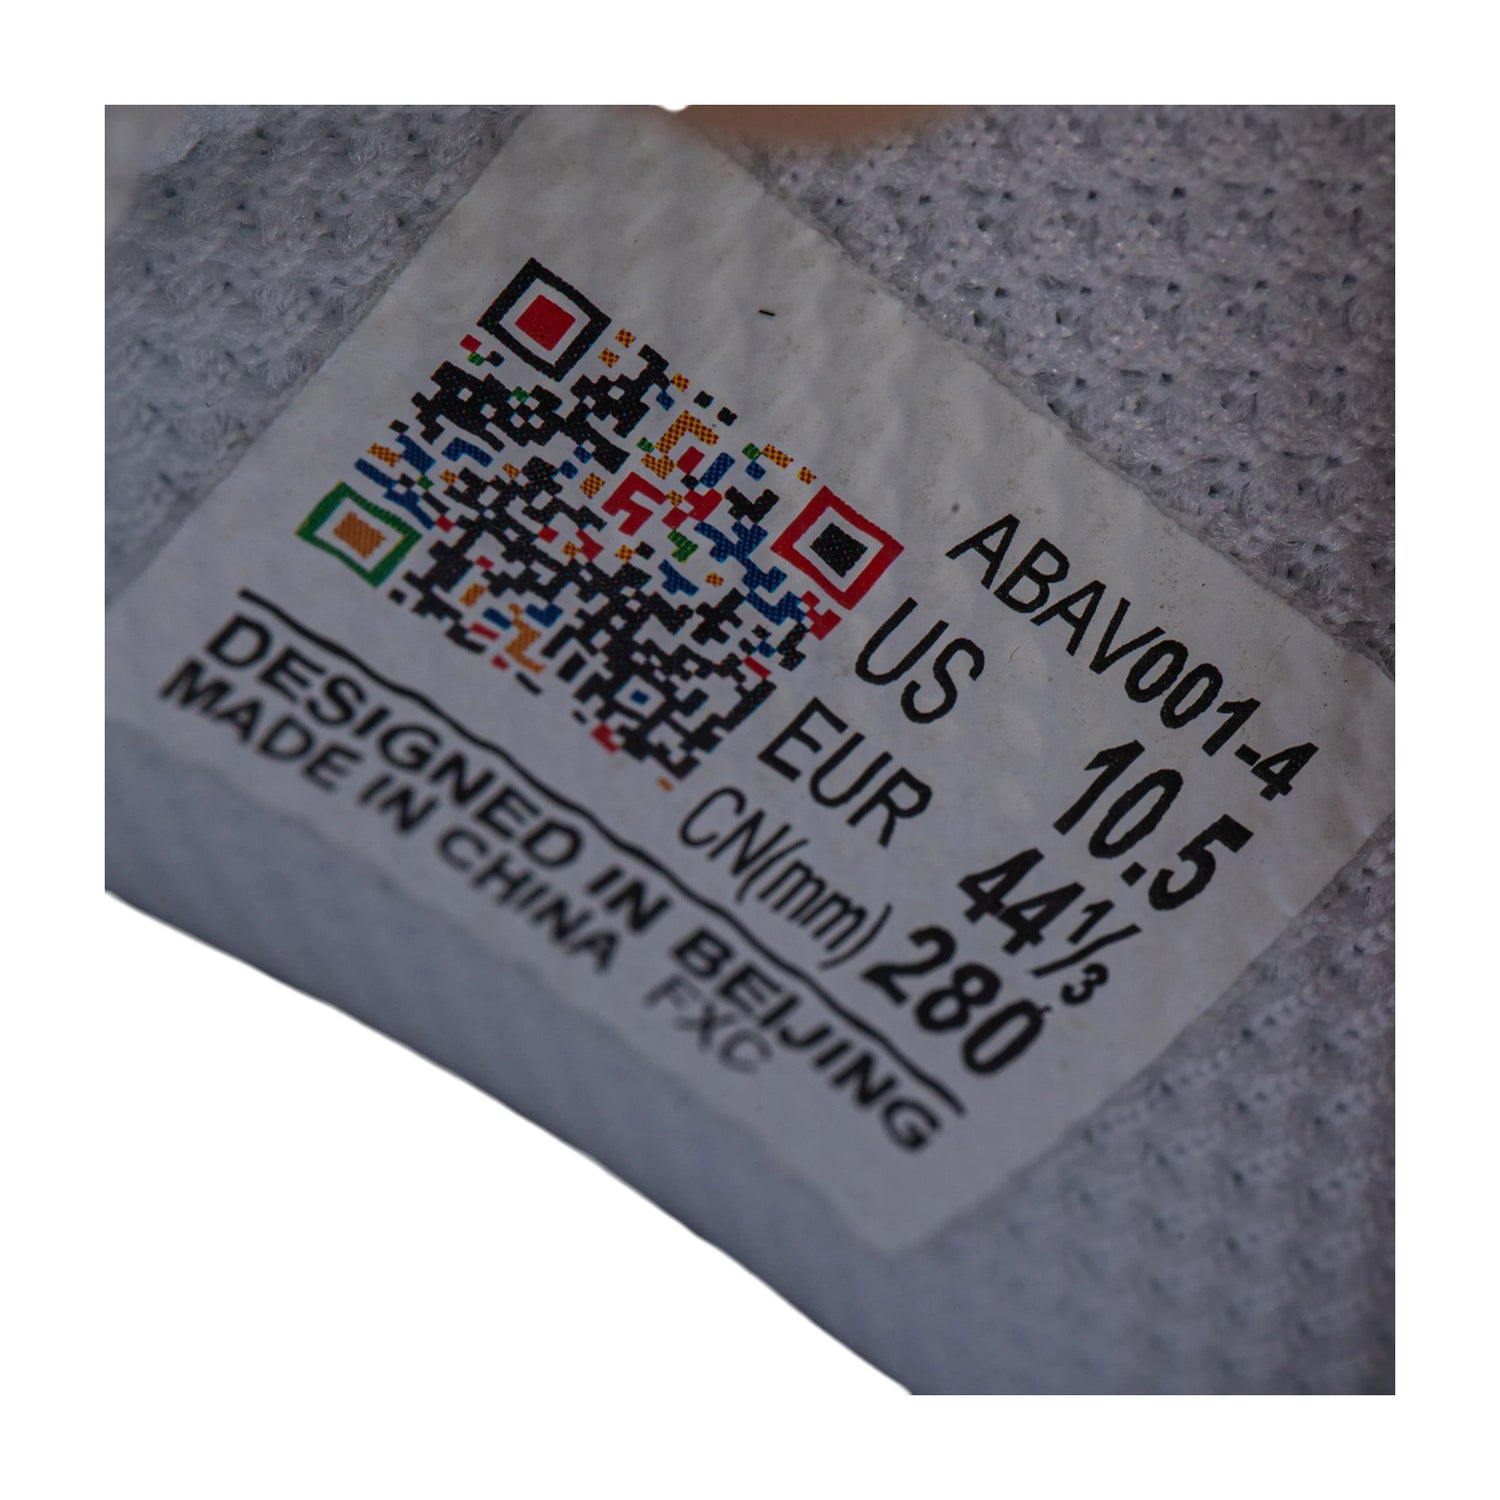 ABAV001-4
US 10.5
EUR 44⅓
CN(mm) 280
DESIGNED IN BEIJING
MADE IN CHINA FXC